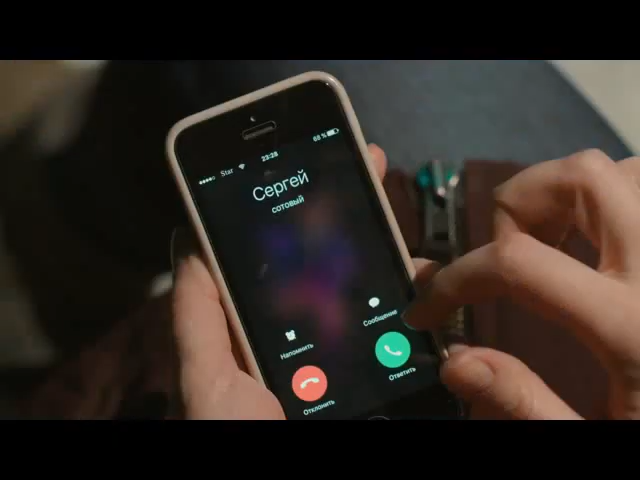 Star 23:28 68 %
Сергей
сотовый
Напомнить Сообщение
Отклонить Ответить